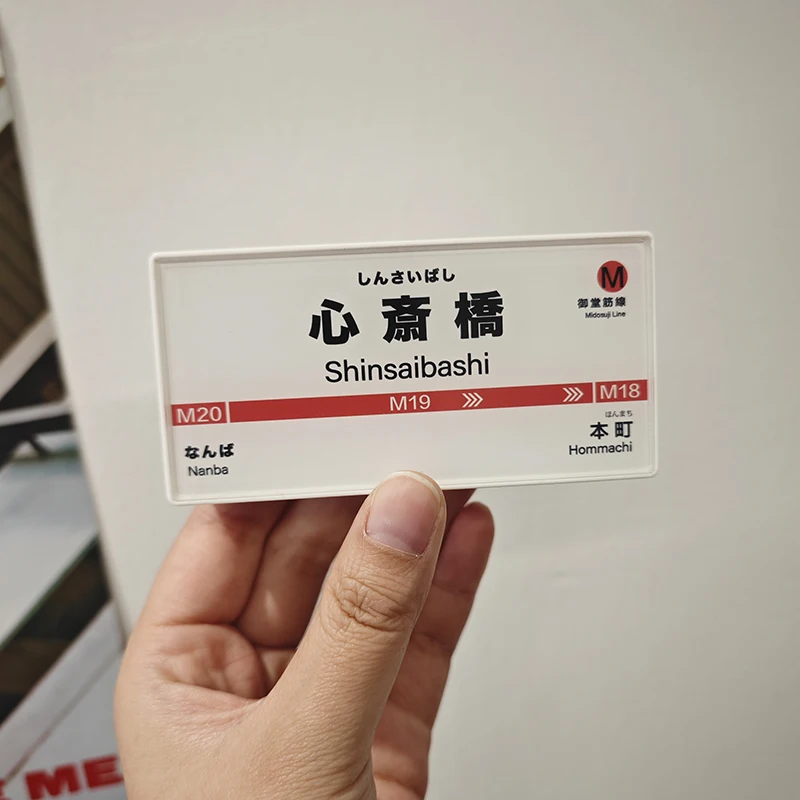 しんさいばし
心斎橋
Shinsaibashi
M
御堂筋線
Midosuji Line
M20
M19
M18
なんば
Nanba
ほんまち
本町
Hommachi
ME